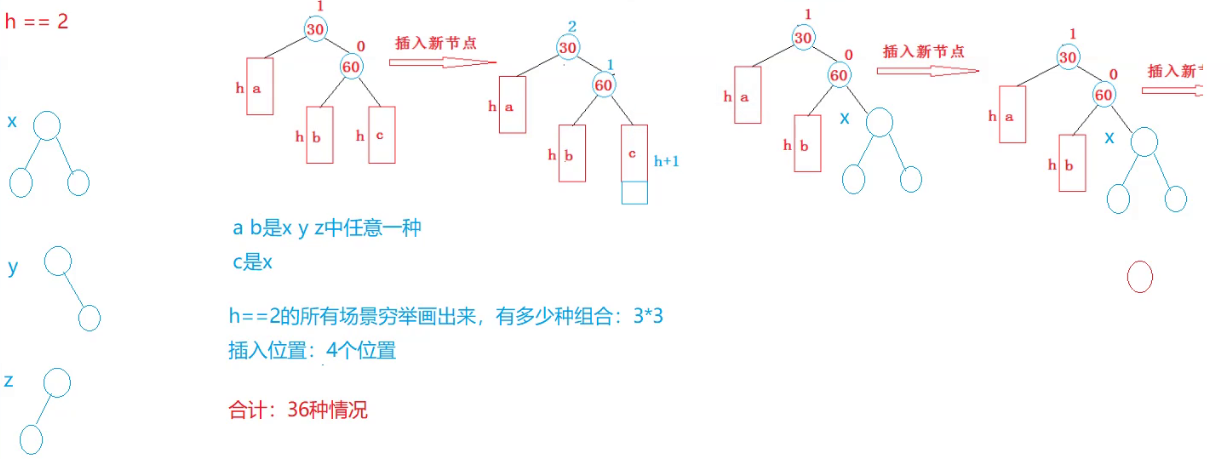 h == 2
1
30
0
60
h a
h b
h c
插入新节点
2
30
1
60
h a
h b
c
h+1
1
30
0
60
h a
h b
x
插入新节点
1
30
0
60
h a
h b
x
插入新
x
y
z
a b是x y z中任意一种
c是x
h==2的所有场景穷举画出来，有多少种组合：3*3
插入位置：4个位置
合计：36种情况